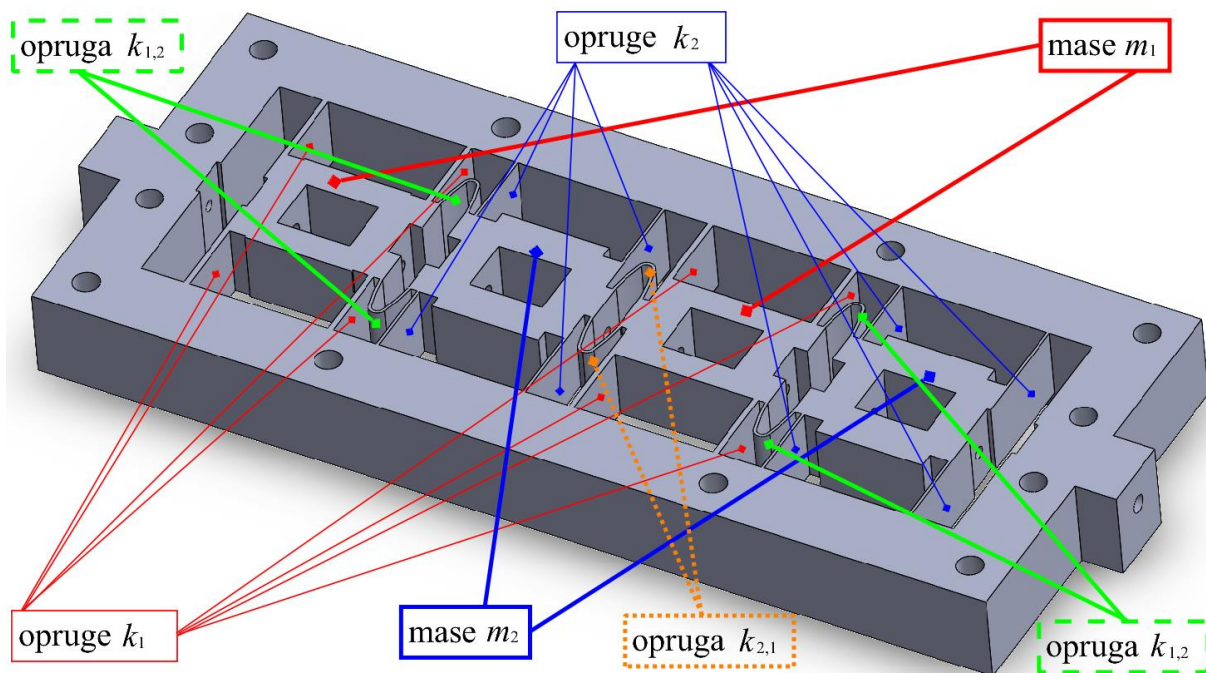 opruga k₁,₂
opruge k₂
mase m₁
opruge k₁
mase m₂
opruga k₂,₁
opruga k₁,₂